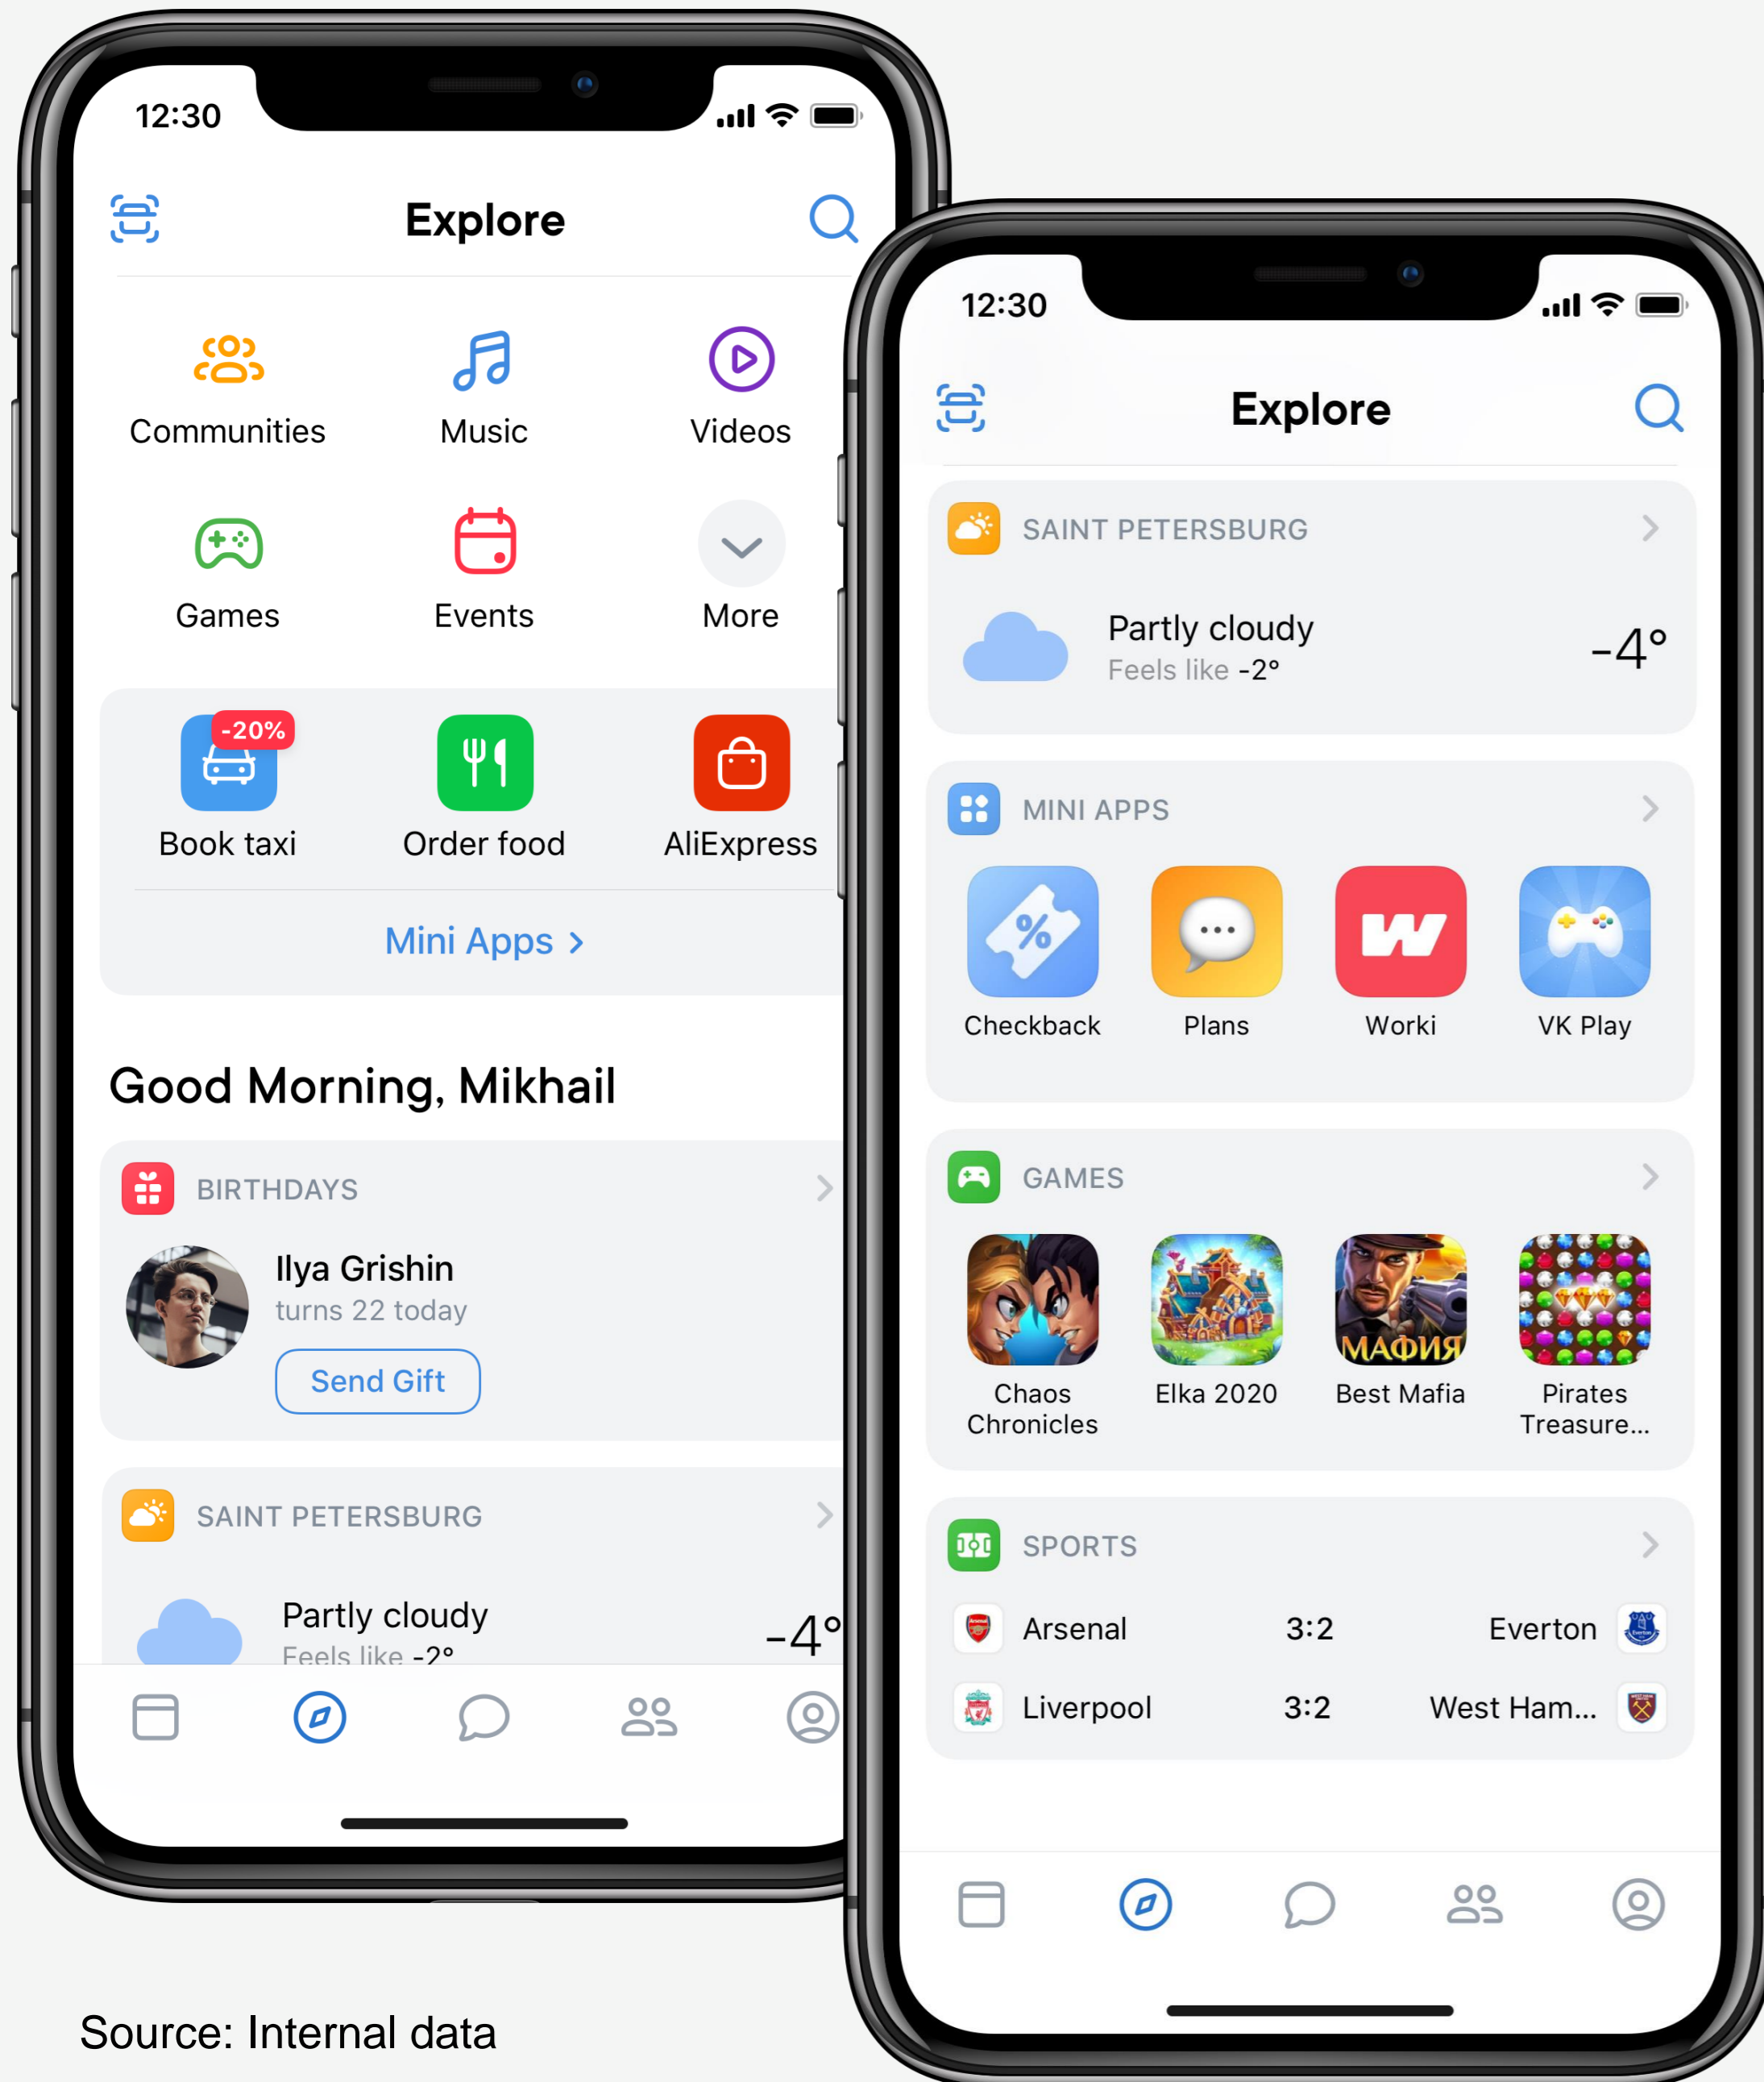 12:30
Explore
Communities Music Videos
Games Events More
-20%
Book taxi Order food AliExpress
Mini Apps
Good Morning, Mikhail
BIRTHDAYS
Ilya Grishin
turns 22 today
Send Gift
SAINT PETERSBURG
Partly cloudy -4°
Feels like -2°
Source: Internal data
12:30
Explore
SAINT PETERSBURG
Partly cloudy -4°
Feels like -2°
MINI APPS
%
W
Checkback Plans Worki VK Play
GAMES
МАФИЯ
Chaos Chronicles Elka 2020 Best Mafia Pirates Treasure...
SPORTS
Arsenal 3:2 Everton
Liverpool 3:2 West Ham...